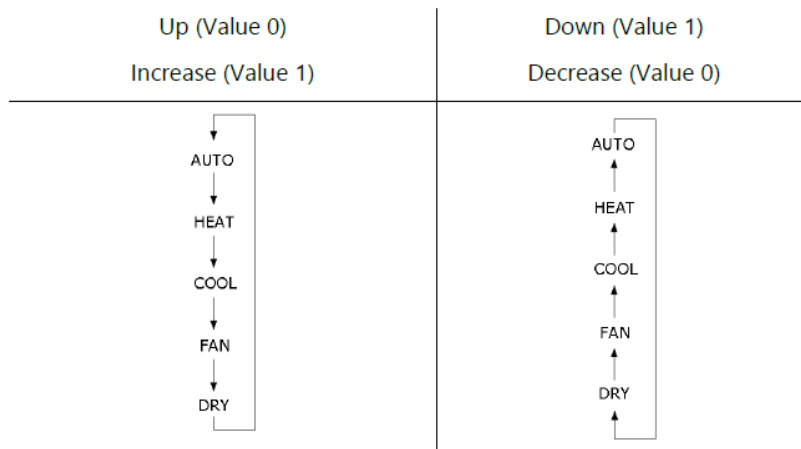 Up (Value 0)
Increase (Value 1)
AUTO
HEAT
COOL
FAN
DRY
Down (Value 1)
Decrease (Value 0)
AUTO
HEAT
COOL
FAN
DRY